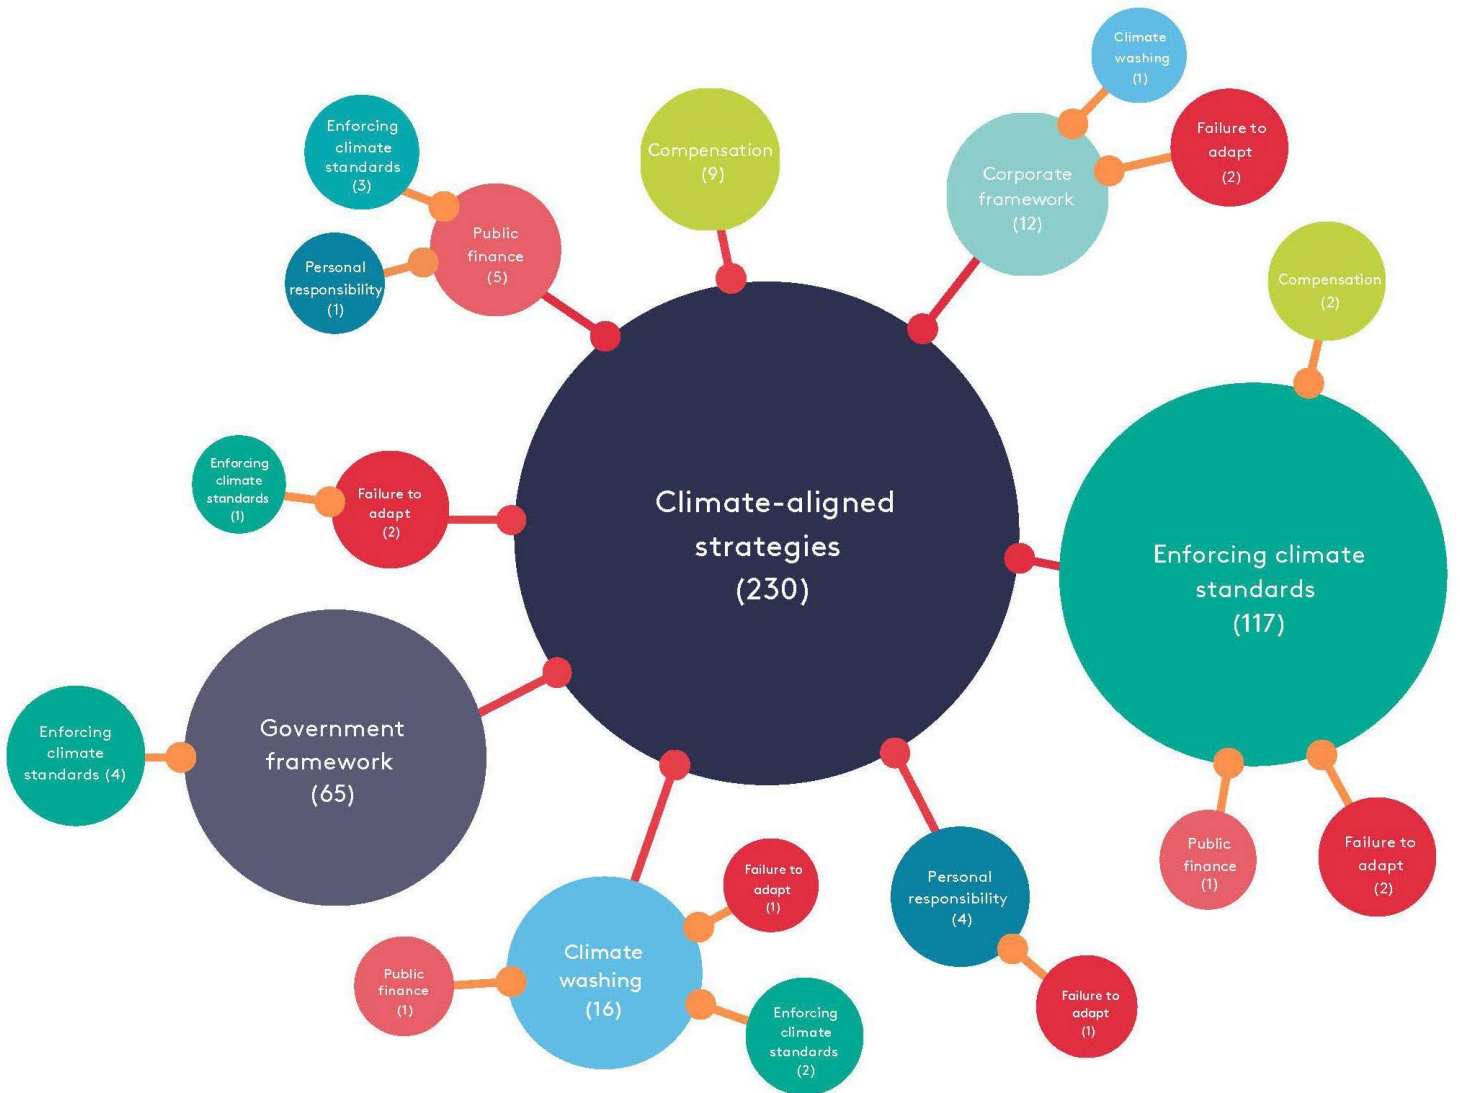 Climate
washing
(1)
Enforcing
climate
standards
(3)
Compensation
(9)
Failure to
adapt
(2)
Corporate
framework
(12)
Public
finance
(5)
Personal
responsibility
(1)
Compensation
(2)
Enforcing
climate
standards
(1)
Failure to
adapt
(2)
Climate-aligned
strategies
(230)
Enforcing climate
standards
(117)
Government
framework
(65)
Enforcing
climate
standards (4)
Public
finance
(1)
Failure to
adapt
(2)
Failure to
adapt
(1)
Personal
responsibility
(4)
Climate
washing
(16)
Public
finance
(1)
Failure to
adapt
(1)
Enforcing
climate
standards
(2)